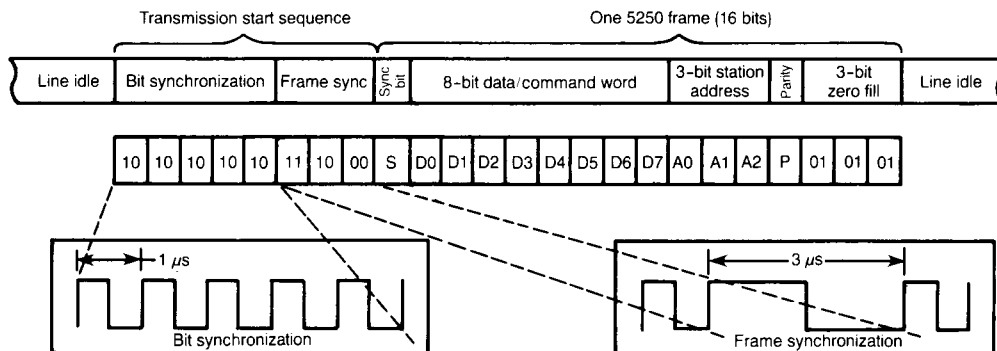 Transmission start sequence
One 5250 frame (16 bits)
Line idle
Bit synchronization
Frame sync
Sync bit
8-bit data/command word
3-bit station address
Parity
3-bit zero fill
Line idle
10 10 10 10 10 11 10 00 S D0 D1 D2 D3 D4 D5 D6 D7 A0 A1 A2 P 01 01 01
1 μs
Bit synchronization
3 μs
Frame synchronization